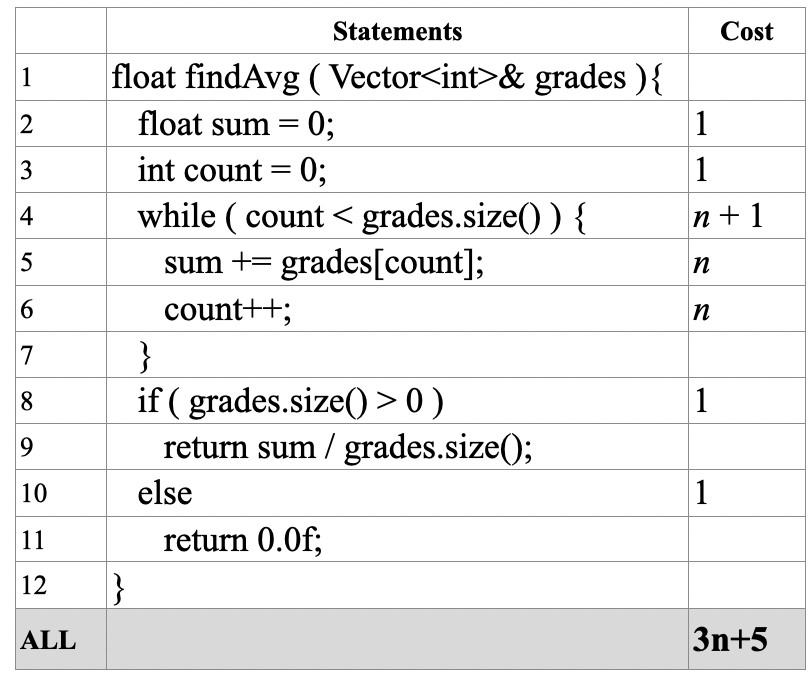 Statements Cost
1 float findAvg ( Vector<int>& grades ){
2 float sum = 0; 1
3 int count = 0; 1
4 while ( count < grades.size() ) { n + 1
5 sum += grades[count]; n
6 count++; n
7 }
8 if ( grades.size() > 0 ) 1
9 return sum / grades.size();
10 else 1
11 return 0.0f;
12 }
ALL 3n+5